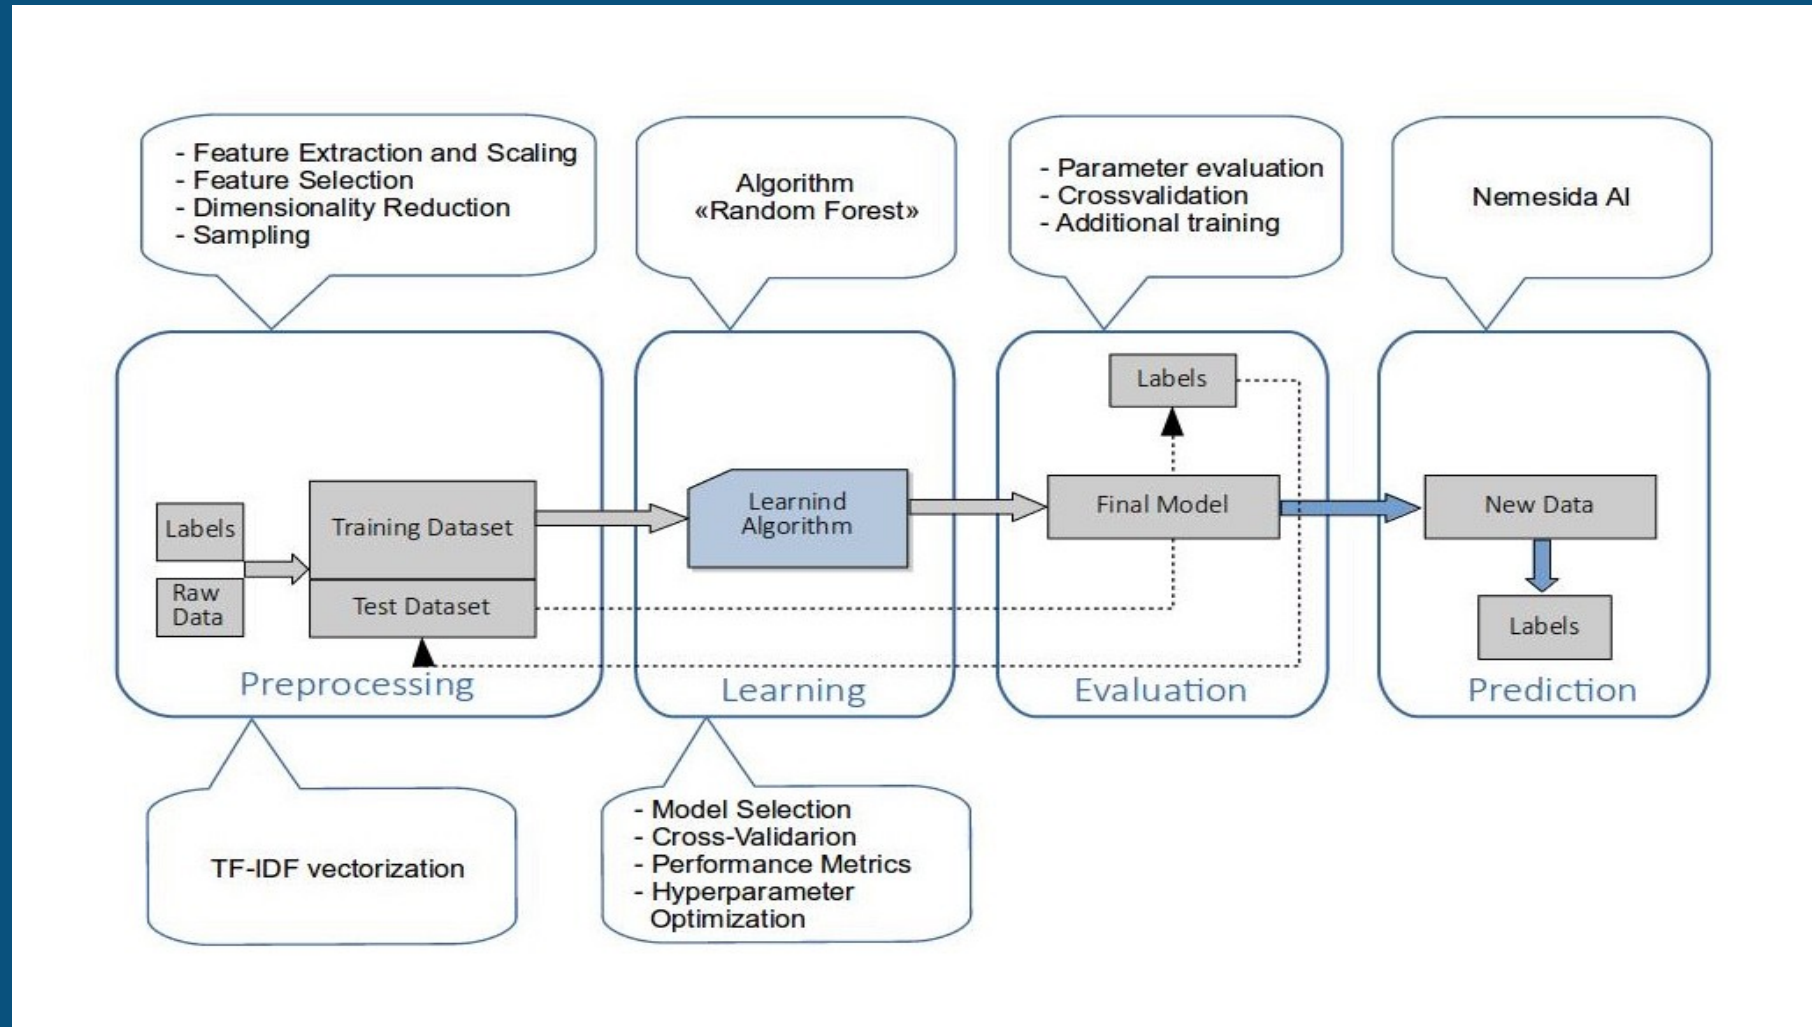 - Feature Extraction and Scaling
- Feature Selection
- Dimensionality Reduction
- Sampling
Algorithm
«Random Forest»
- Parameter evaluation
- Crossvalidation
- Additional training
Nemesida AI
Labels
Raw
Data
Training Dataset
Test Dataset
Preprocessing
Learnind
Algorithm
Learning
Labels
Final Model
Evaluation
New Data
Labels
Prediction
TF-IDF vectorization
- Model Selection
- Cross-Validarion
- Performance Metrics
- Hyperparameter
Optimization